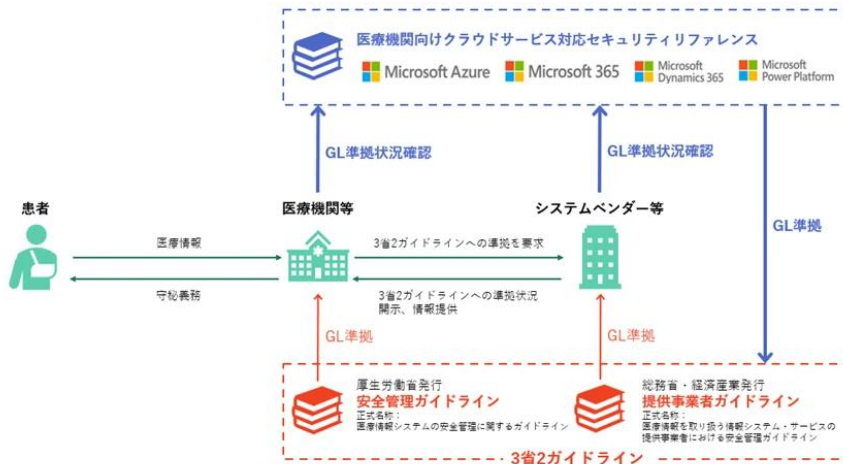 医療機関向けクラウドサービス対応セキュリティリファレンス
Microsoft Azure
Microsoft 365
Microsoft
Dynamics 365
Microsoft
Power Platform
GL準拠状況確認
GL準拠状況確認
GL準拠
患者
医療機関等
システムベンダー等
医療情報
守秘義務
3省2ガイドラインへの準拠を要求
3省2ガイドラインへの準拠状況
開示、情報提供
GL準拠
GL準拠
厚生労働省発行
安全管理ガイドライン
正式名称：
医療情報システムの安全管理に関するガイドライン
総務省・経済産業発行
提供事業者ガイドライン
正式名称：
医療情報を取り扱う情報システム・サービスの
提供事業者における安全管理ガイドライン
3省2ガイドライン